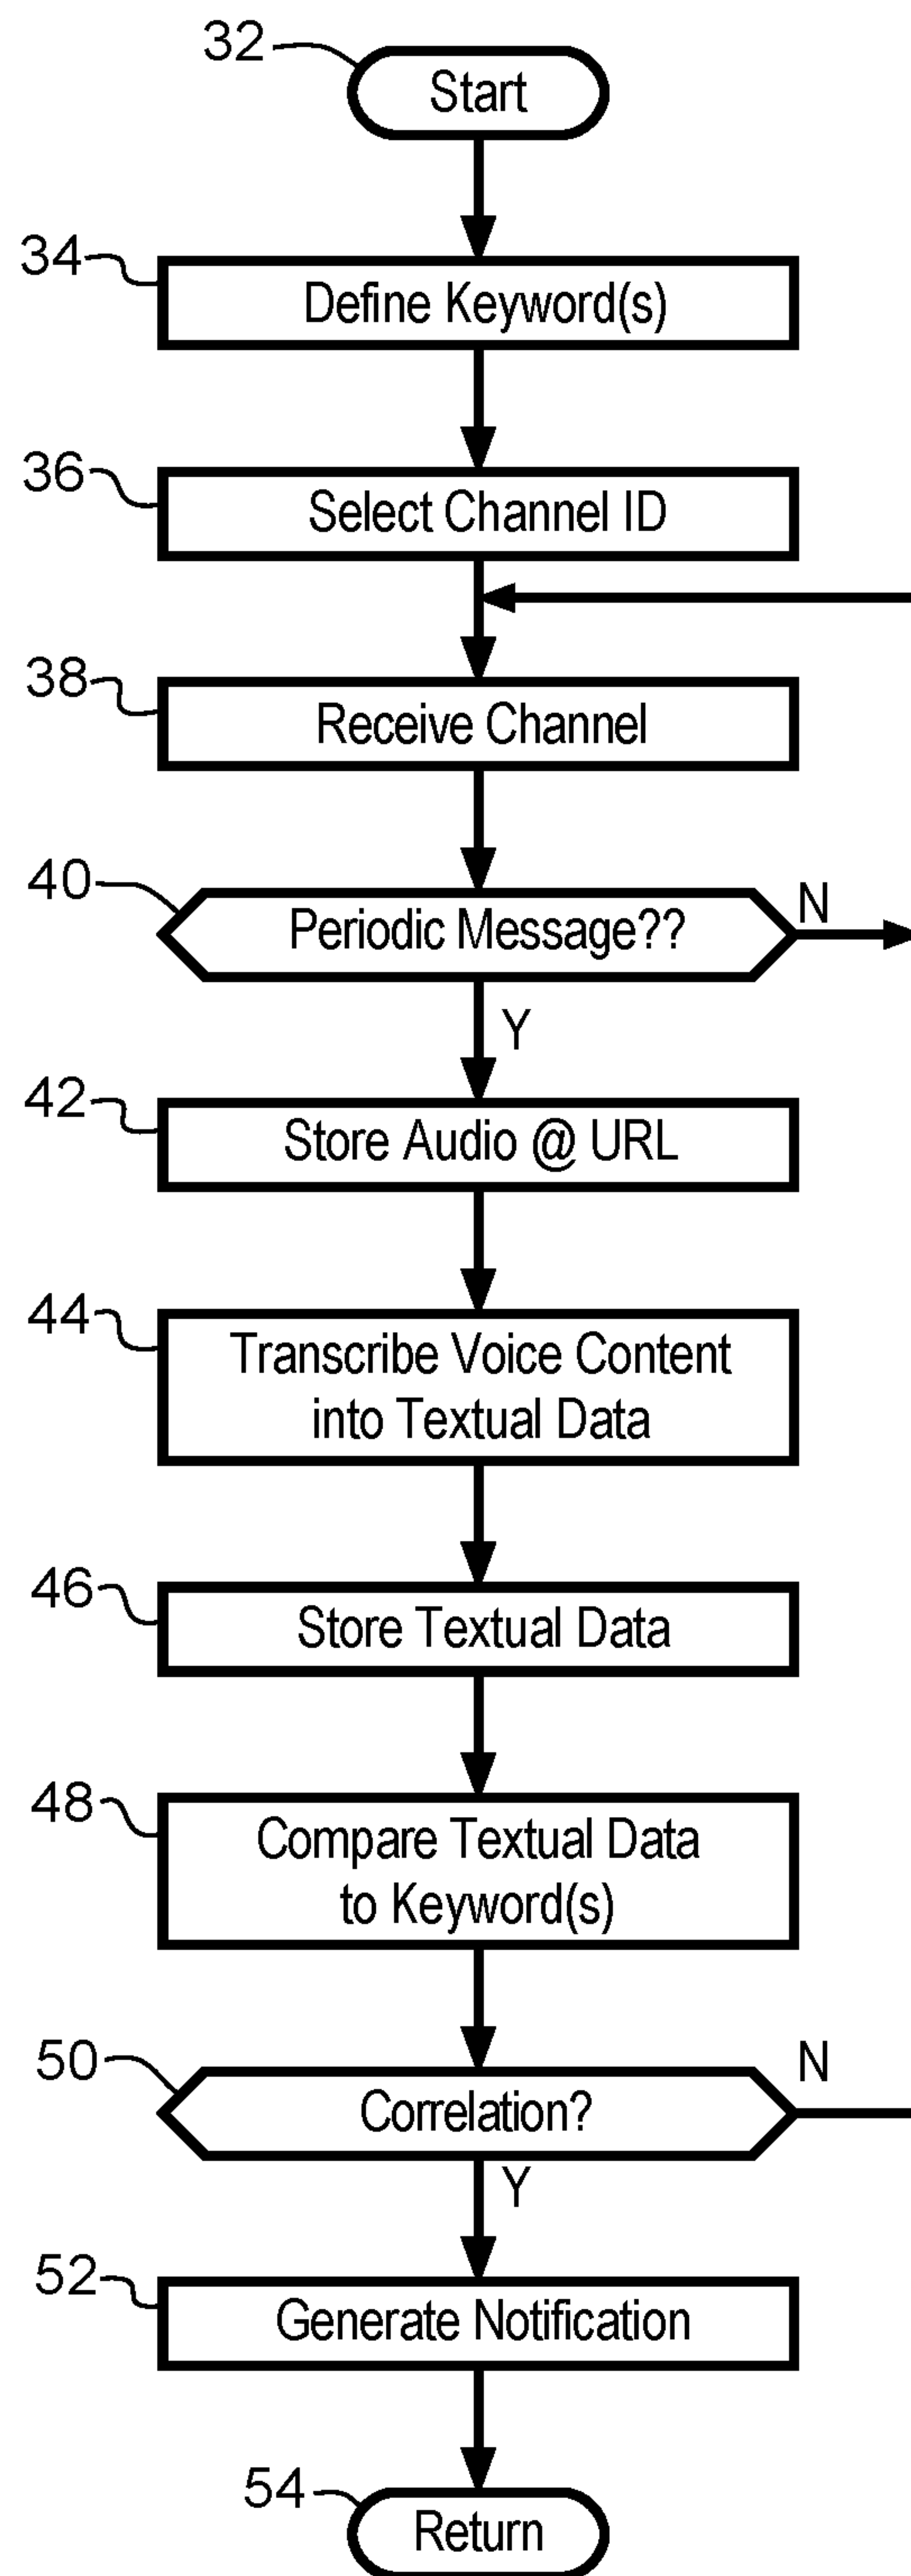 32
Start
34
Define Keyword(s)
36
Select Channel ID
38
Receive Channel
40
Periodic Message??
N
Y
42
Store Audio @ URL
44
Transcribe Voice Content
into Textual Data
46
Store Textual Data
48
Compare Textual Data
to Keyword(s)
50
Correlation?
N
Y
52
Generate Notification
54
Return